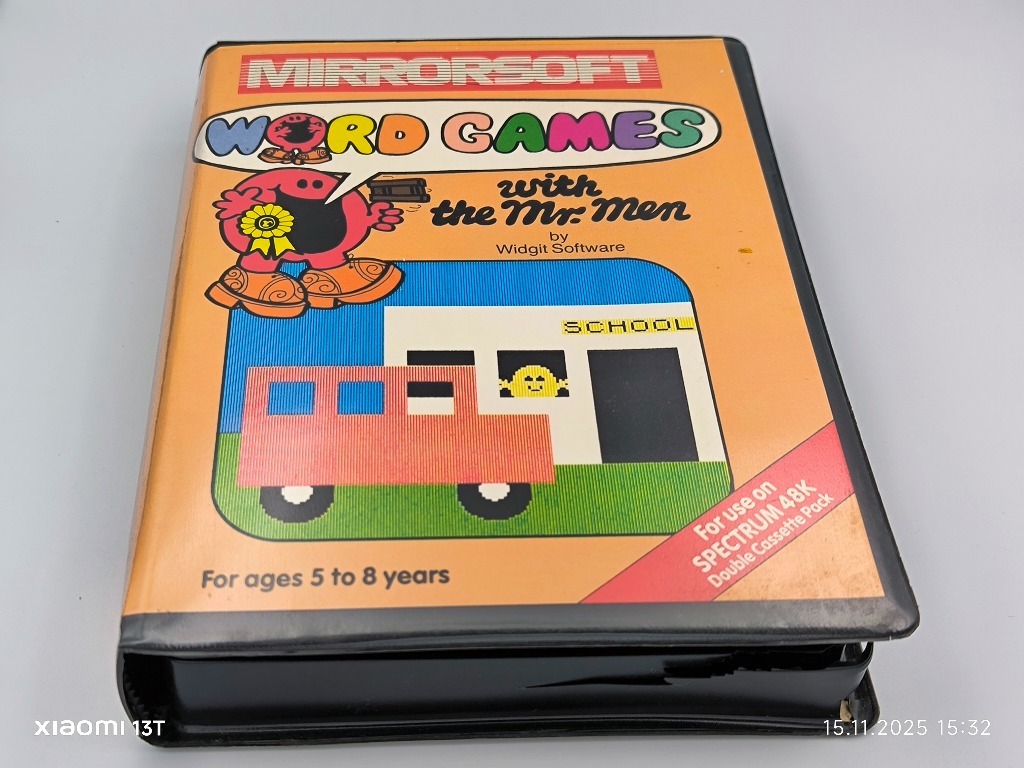 MIRRORSOFT
WORD GAMES
with
the Mr. Men
by
Widgit Software
SCHOOL
For use on
SPECTRUM 48K
Double Cassette Pack
For ages 5 to 8 years
XIAOMI 13T
15.11.2025 15:32